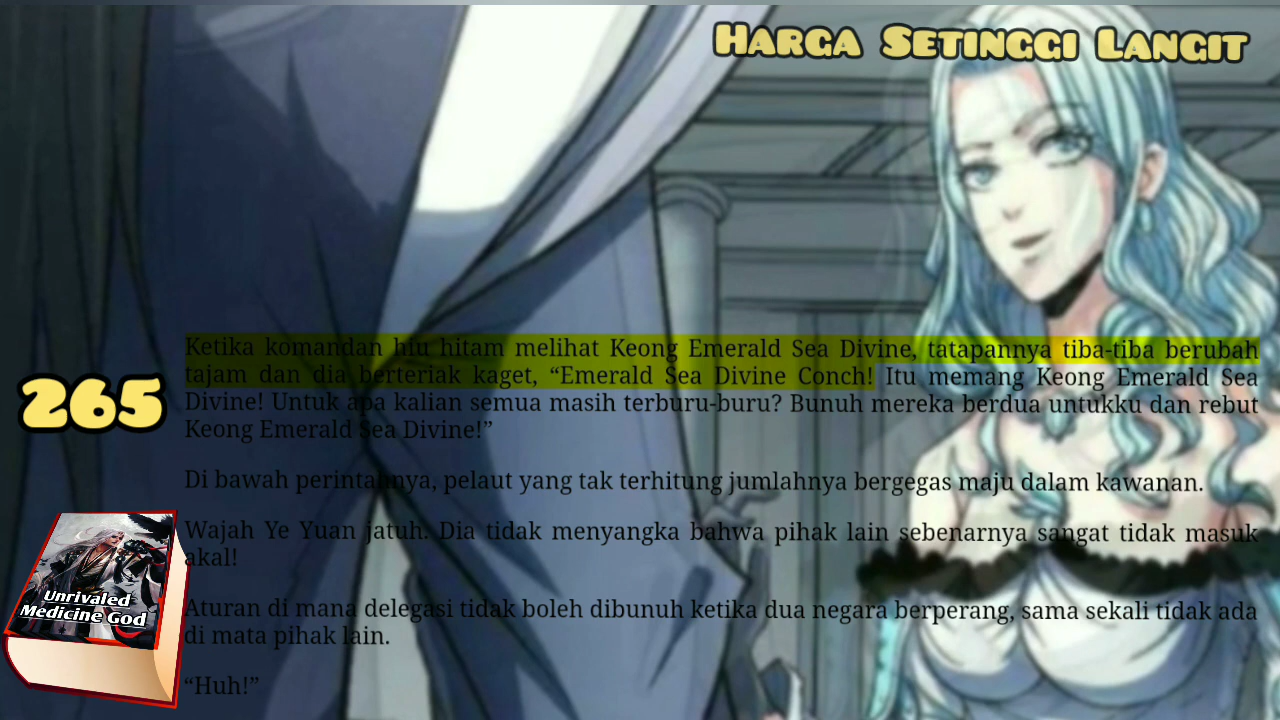 HARGA SETINGGI LANGIT
Ketika komandan hiu hitam melihat Keong Emerald Sea Divine, tatapannya tiba-tiba berubah
tajam dan dia berteriak kaget, “Emerald Sea Divine Conch! Itu memang Keong Emerald Sea
Divine! Untuk apa kalian semua masih terburu-buru? Bunuh mereka berdua untukku dan rebut
Keong Emerald Sea Divine!”
265
Di bawah perintahnya, pelaut yang tak terhitung jumlahnya bergegas maju dalam kawanan.
Wajah Ye Yuan jatuh. Dia tidak menyangka bahwa pihak lain sebenarnya sangat tidak masuk
akal!
Aturan di mana delegasi tidak boleh dibunuh ketika dua negara berperang, sama sekali tidak ada
di mata pihak lain.
“Huh!”
Unrivaled
Medicine God